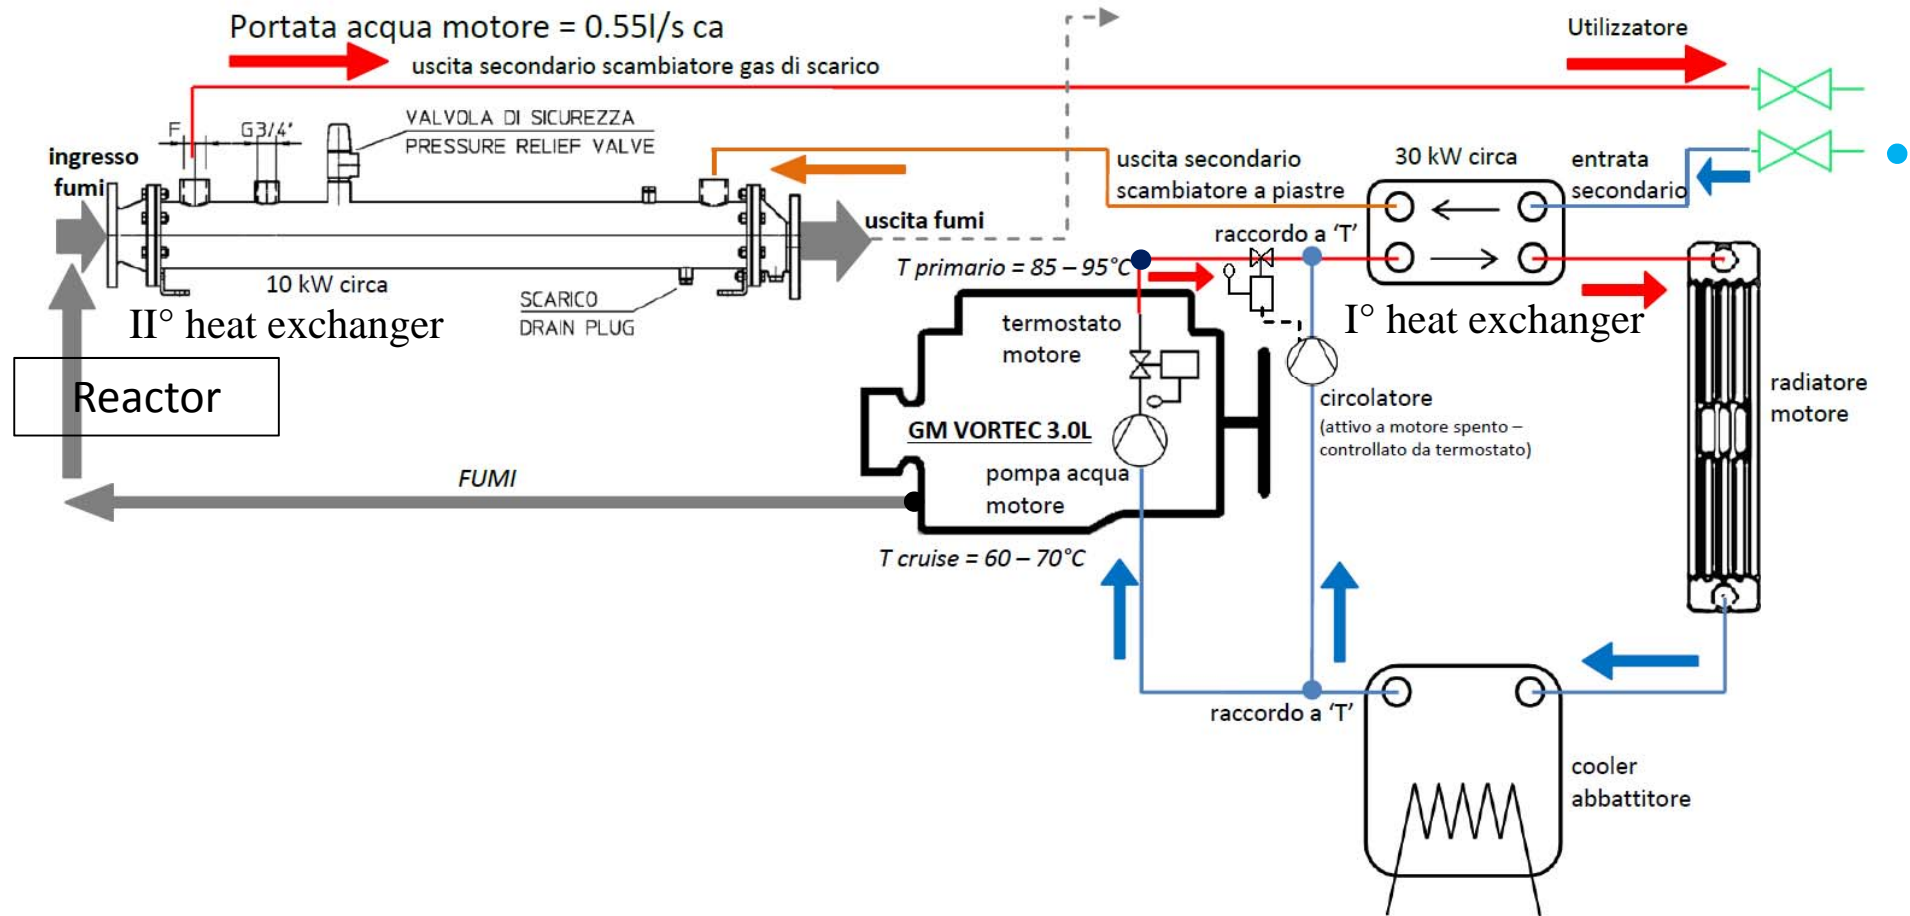 Portata acqua motore = 0.55l/s ca
uscita secondario scambiatore gas di scarico
Utilizzatore
F
G3/4'
VALVOLA DI SICUREZZA
PRESSURE RELIEF VALVE
ingresso
fumi
uscita fumi
uscita secondario
scambiatore a piastre
30 kW circa
entrata
secondario
raccordo a 'T'
T primario = 85 – 95°C
10 kW circa
SCARICO
DRAIN PLUG
II° heat exchanger
I° heat exchanger
termostato
motore
Reactor
circolatore
(attivo a motore spento –
controllato da termostato)
radiatore
motore
GM VORTEC 3.0L
pompa acqua
motore
FUMI
T cruise = 60 – 70°C
raccordo a 'T'
cooler
abbattitore